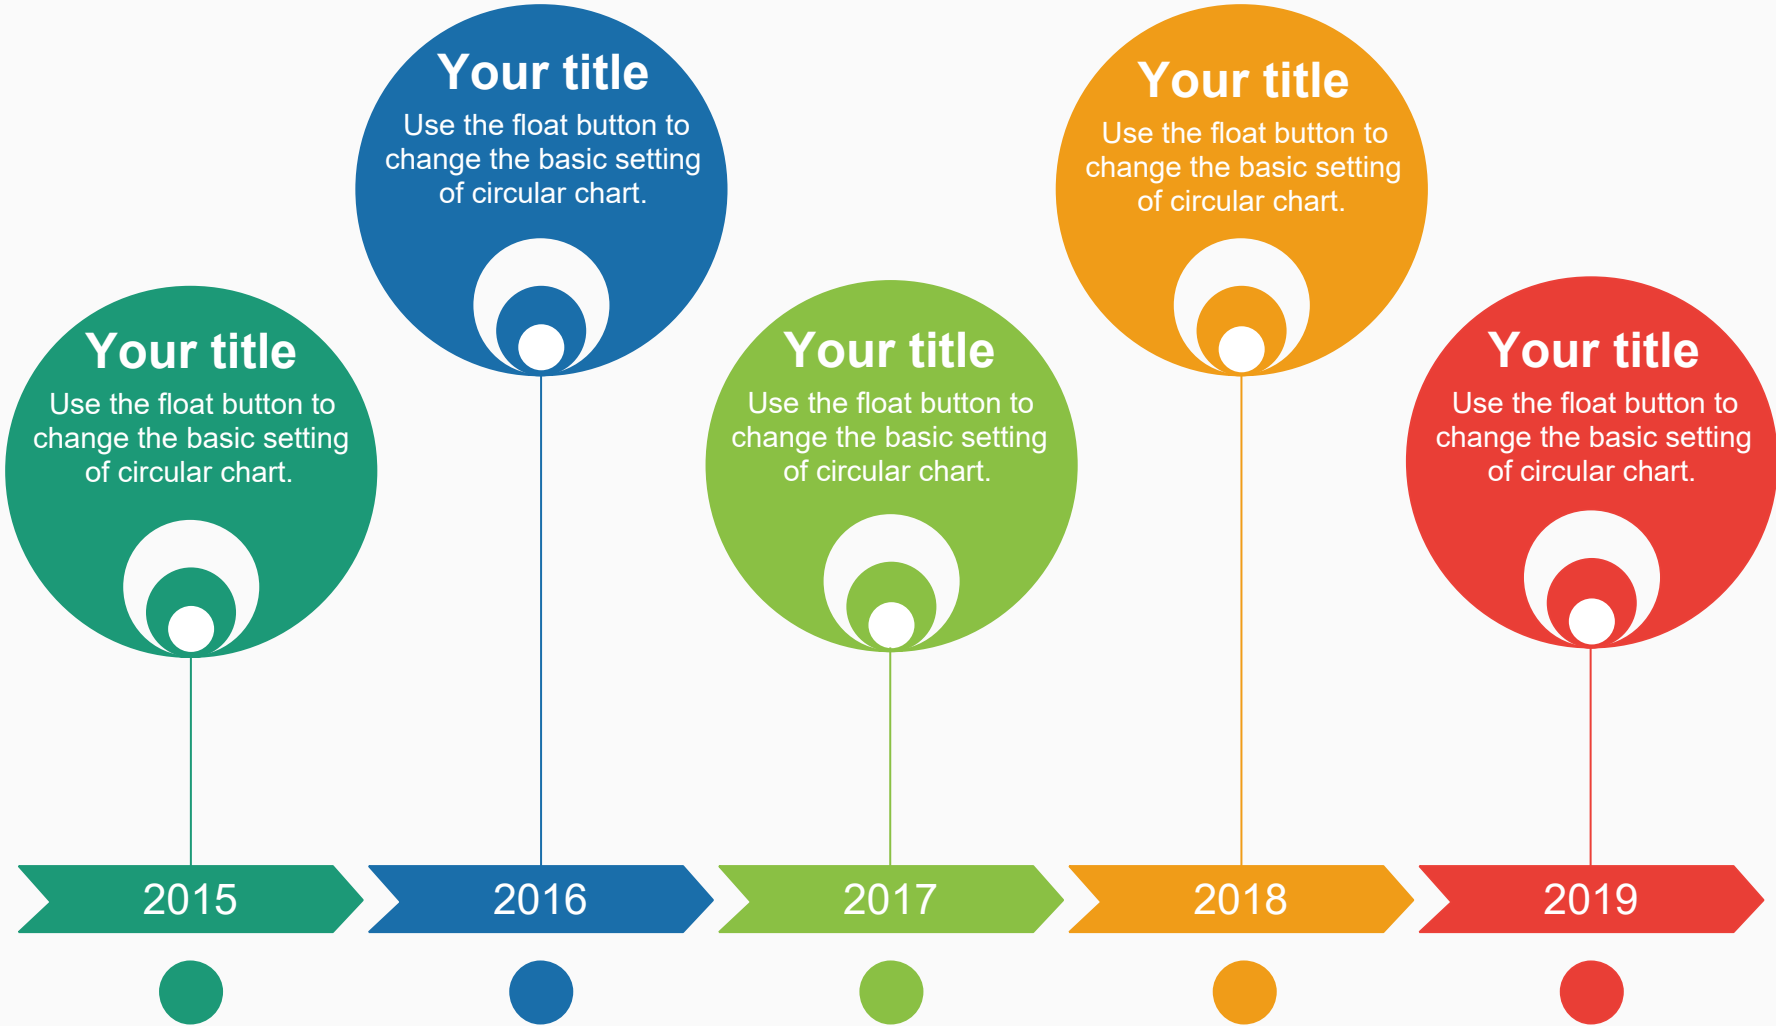 Your title
Use the float button to
change the basic setting
of circular chart.
Your title
Use the float button to
change the basic setting
of circular chart.
Your title
Use the float button to
change the basic setting
of circular chart.
Your title
Use the float button to
change the basic setting
of circular chart.
Your title
Use the float button to
change the basic setting
of circular chart.
2015
2016
2017
2018
2019